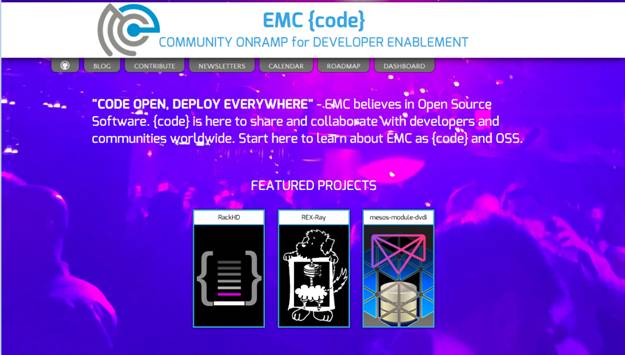 EMC {code}
COMMUNITY ONRAMP for DEVELOPER ENABLEMENT
BLOG CONTRIBUTE NEWSLETTERS CALENDAR ROADMAP DASHBOARD
"CODE OPEN, DEPLOY EVERYWHERE" - EMC believes in Open Source
Software. {code} is here to share and collaborate with developers and
communities worldwide. Start here to learn about EMC as {code} and OSS.
FEATURED PROJECTS
RackHD REX-Ray mesos-module-dvdi